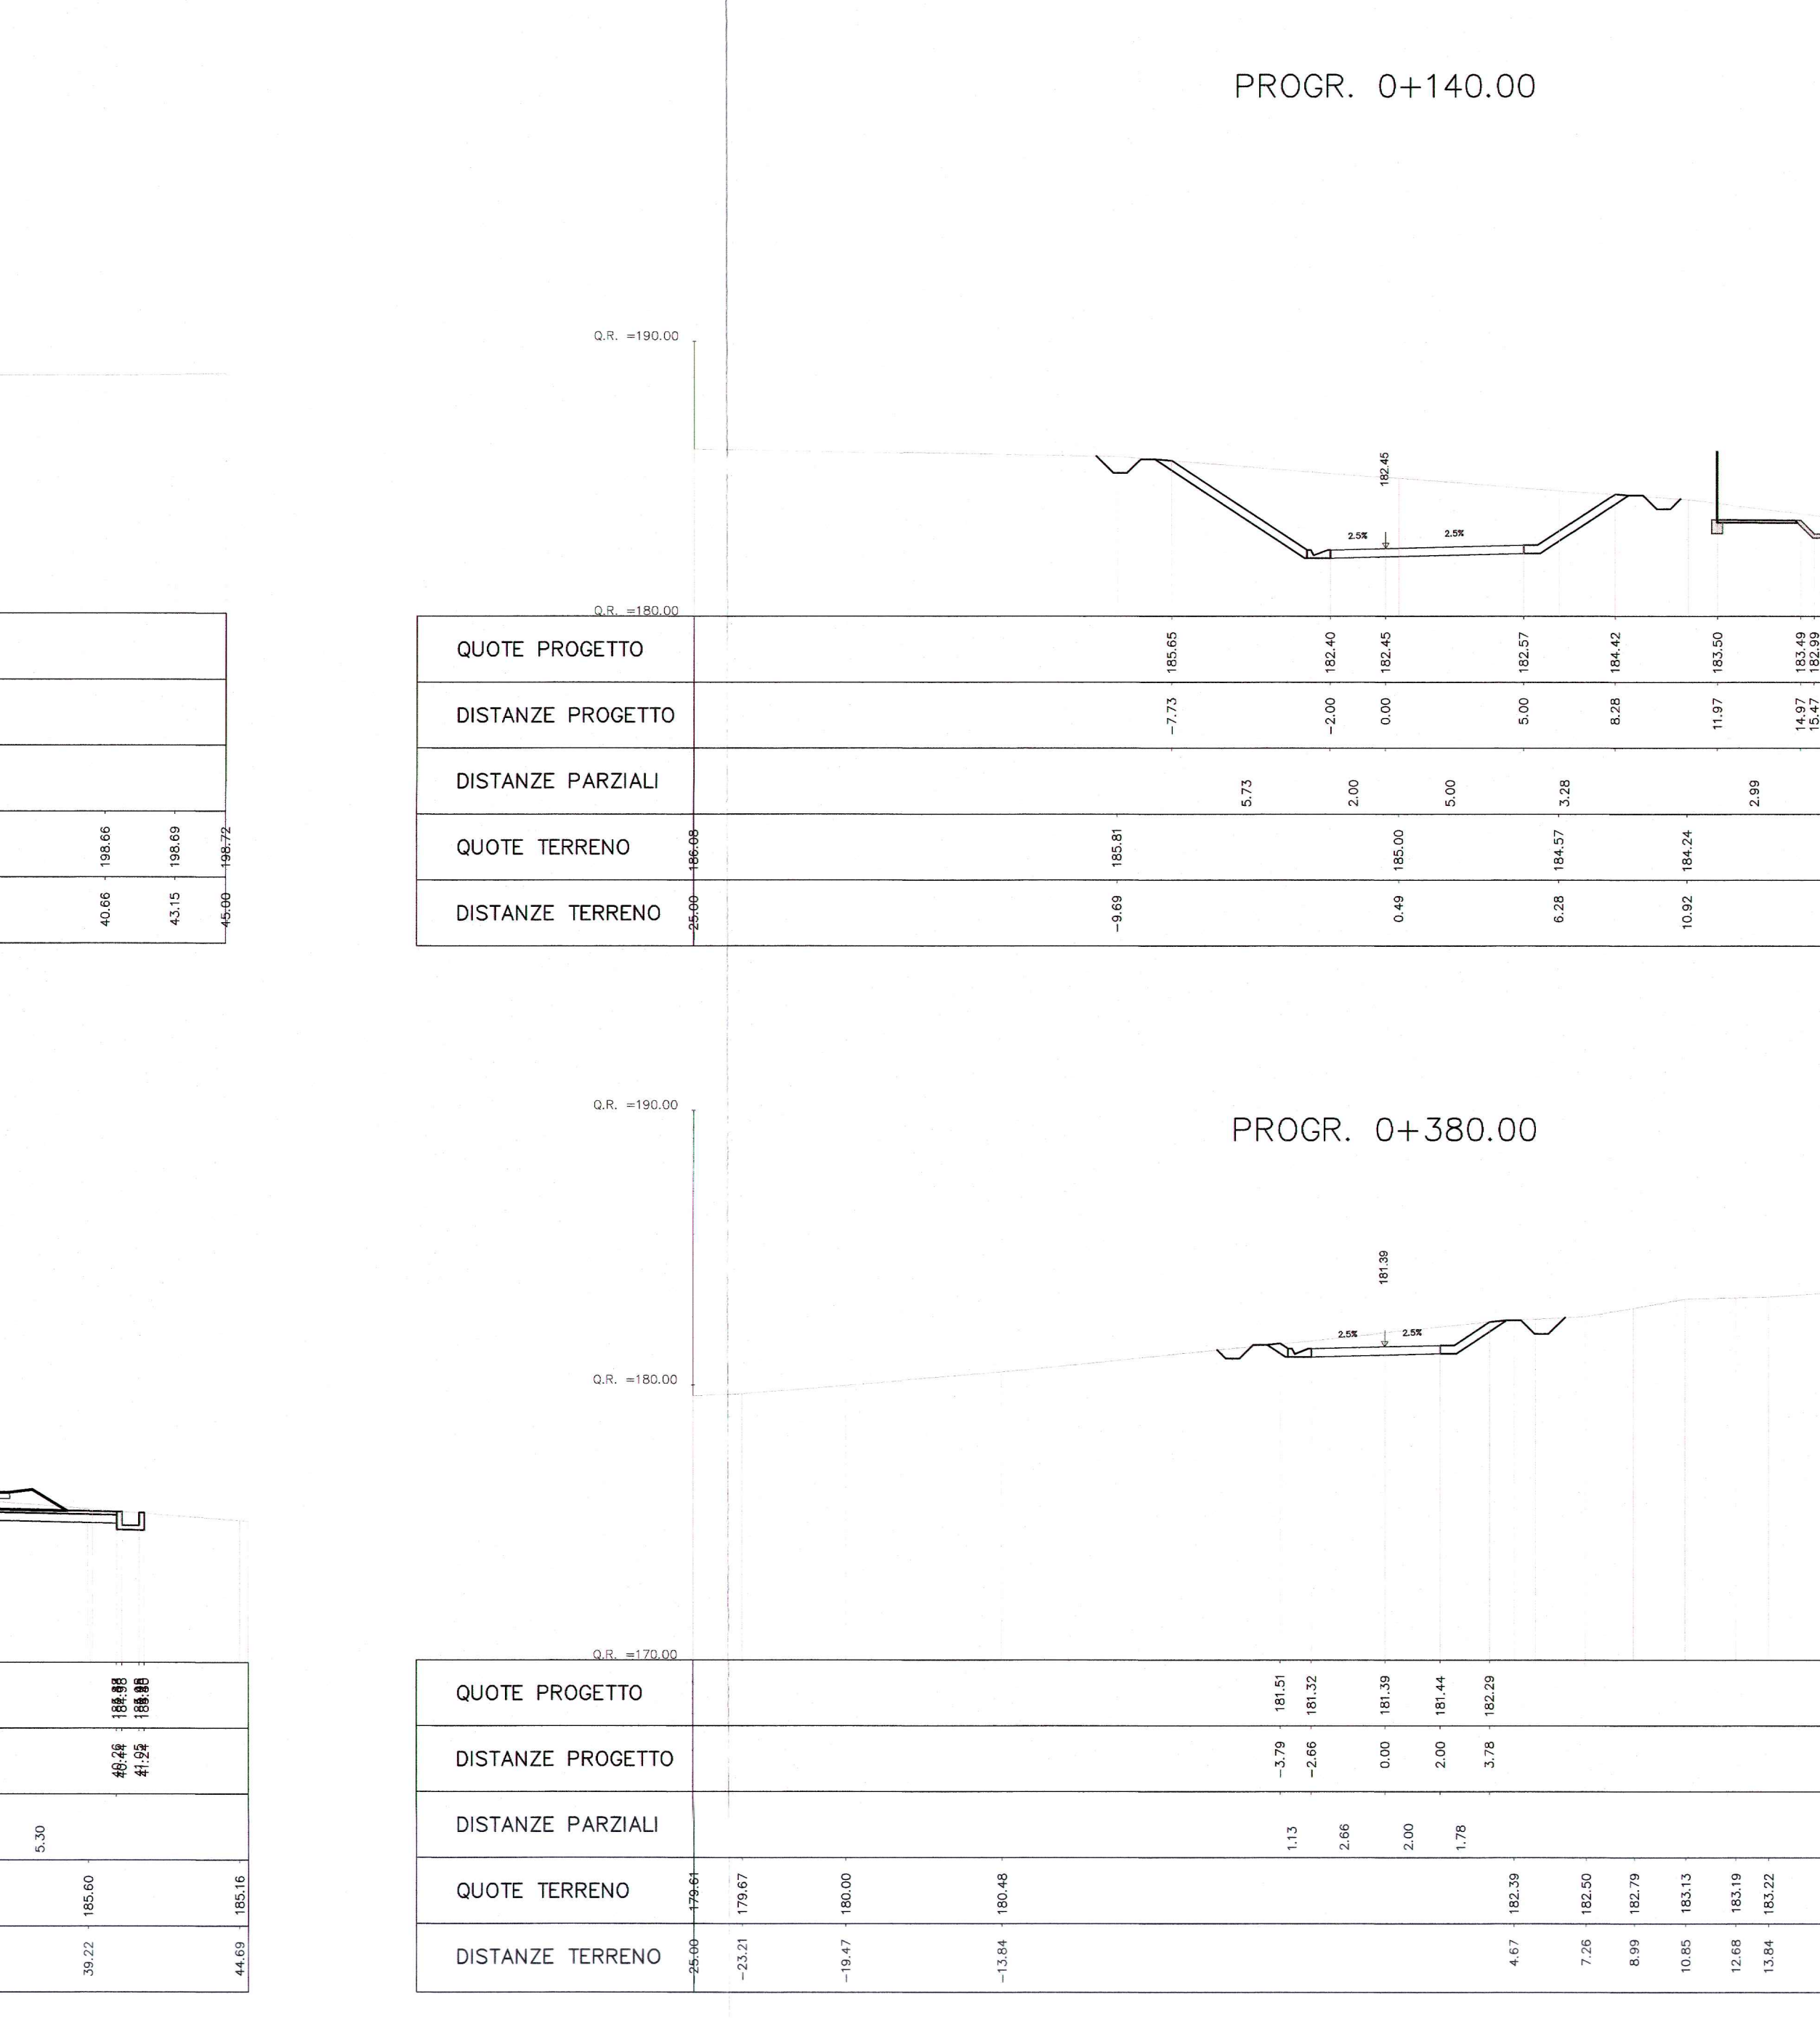 PROGR. 0+140.00
Q.R. =190.00
182.45
2.5% 2.5%
Q.R. =180.00
QUOTE PROGETTO 185.65 182.40 182.45 182.57 184.42 183.50 183.49 182.99
DISTANZE PROGETTO -7.73 -2.00 0.00 5.00 8.28 11.97 14.97 15.47
DISTANZE PARZIALI 5.73 2.00 5.00 3.28 2.99
QUOTE TERRENO 186.08 185.81 185.00 184.57 184.24
DISTANZE TERRENO -25.00 -9.69 0.49 6.28 10.92
198.66 198.69 198.72
40.66 43.15 45.00
PROGR. 0+380.00
Q.R. =190.00
181.39
2.5% 2.5%
Q.R. =180.00
Q.R. =170.00
QUOTE PROGETTO 181.51 181.32 181.39 181.44 182.29
DISTANZE PROGETTO -3.79 -2.66 0.00 2.00 3.78
DISTANZE PARZIALI 1.13 2.66 2.00 1.78
QUOTE TERRENO 179.61 179.67 180.00 180.48 182.39 182.50 182.79 183.13 183.19 183.22
DISTANZE TERRENO -25.00 -23.21 -19.47 -13.84 4.67 7.26 8.99 10.85 12.68 13.84
5.30
185.60 185.16
39.22 44.69